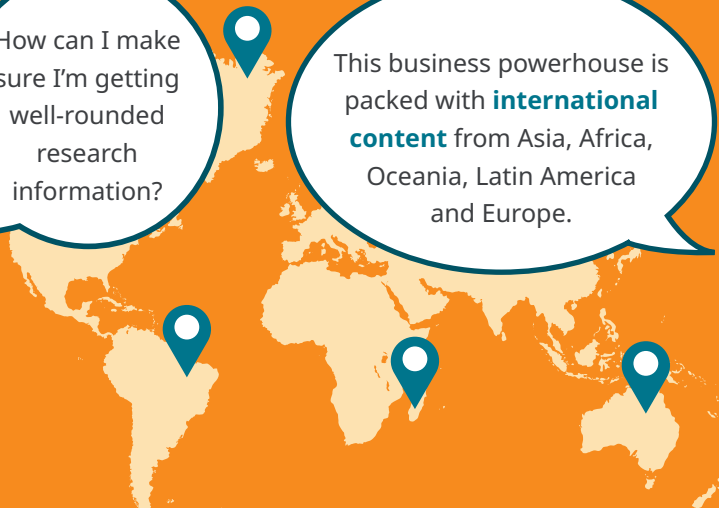 How can I make
sure I’m getting
well-rounded
research
information?
This business powerhouse is
packed with international
content from Asia, Africa,
Oceania, Latin America
and Europe.